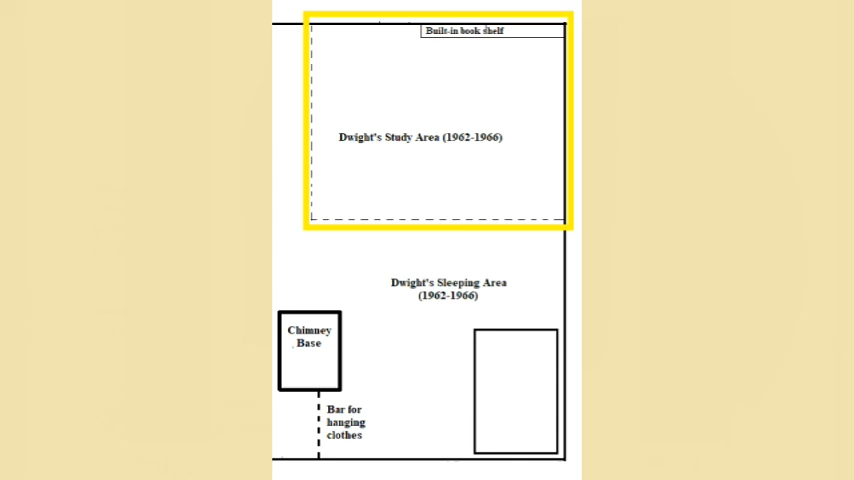 Built-in book shelf
Dwight's Study Area (1962-1966)
Dwight's Sleeping Area
(1962-1966)
Chimney
Base
Bar for
hanging
clothes